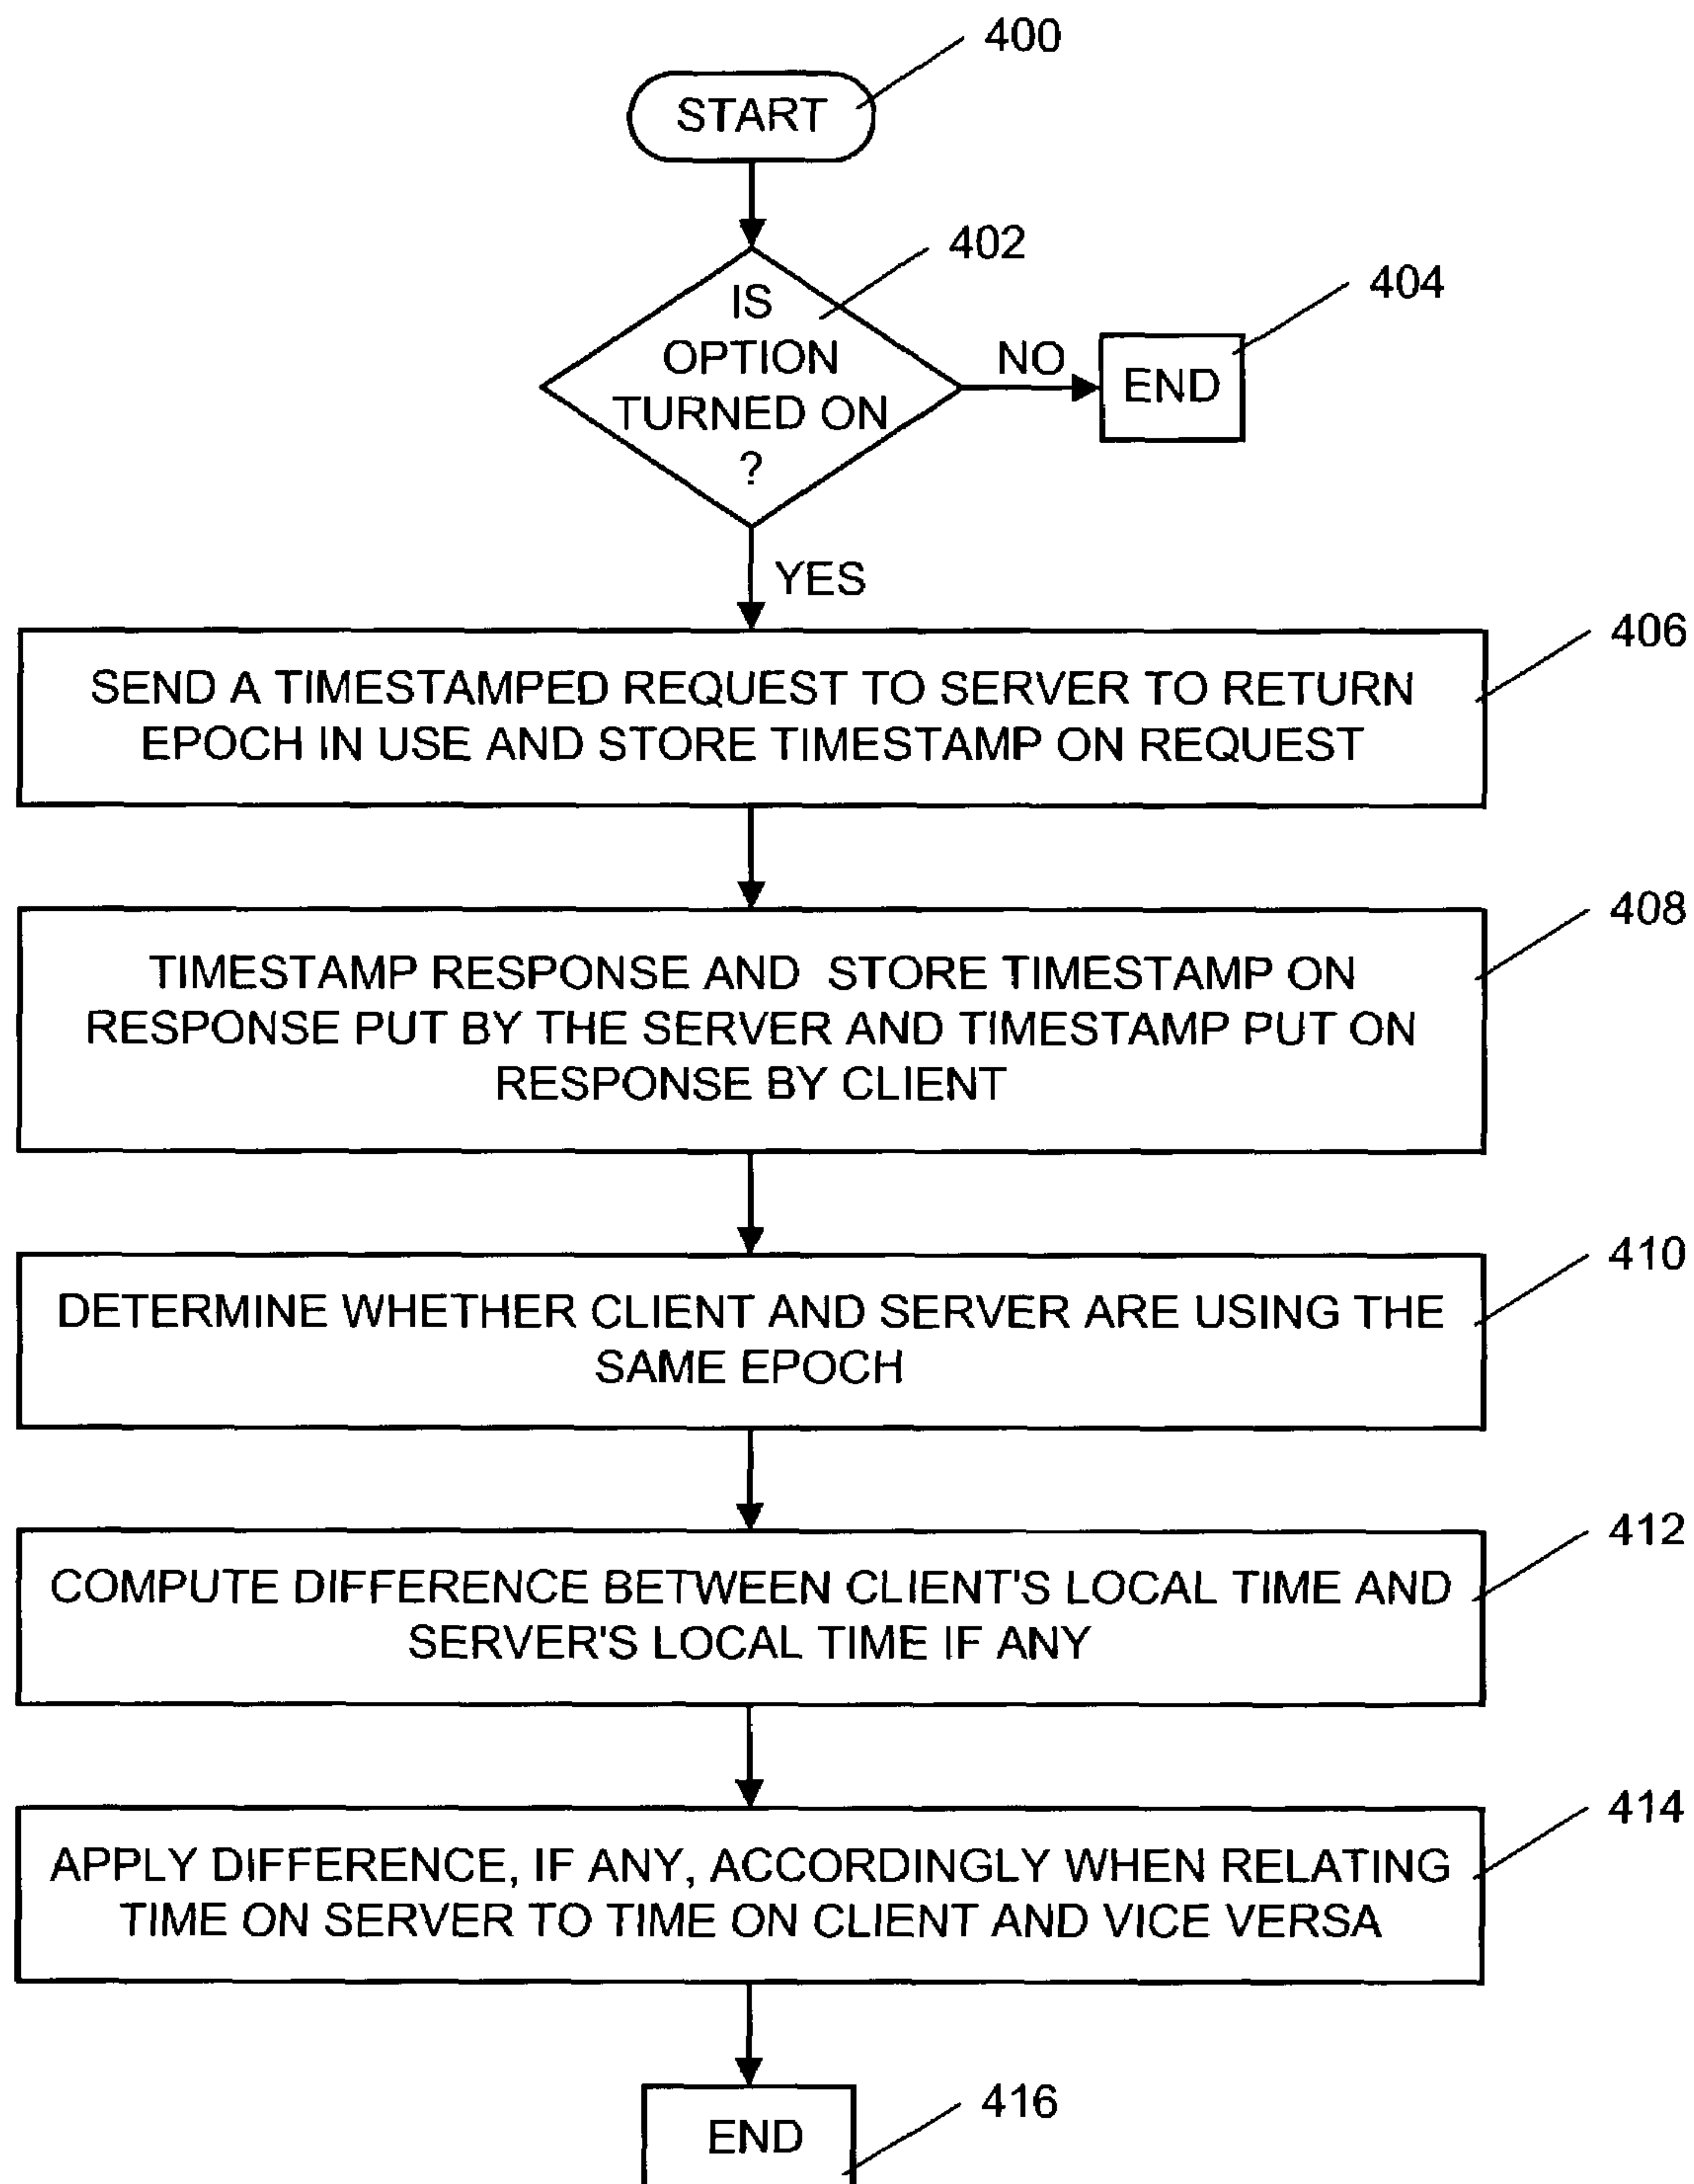 400
START
402
IS
OPTION
TURNED ON
?
404
NO
END
YES
406
SEND A TIMESTAMPED REQUEST TO SERVER TO RETURN
EPOCH IN USE AND STORE TIMESTAMP ON REQUEST
408
TIMESTAMP RESPONSE AND STORE TIMESTAMP ON
RESPONSE PUT BY THE SERVER AND TIMESTAMP PUT ON
RESPONSE BY CLIENT
410
DETERMINE WHETHER CLIENT AND SERVER ARE USING THE
SAME EPOCH
412
COMPUTE DIFFERENCE BETWEEN CLIENT'S LOCAL TIME AND
SERVER'S LOCAL TIME IF ANY
414
APPLY DIFFERENCE, IF ANY, ACCORDINGLY WHEN RELATING
TIME ON SERVER TO TIME ON CLIENT AND VICE VERSA
416
END